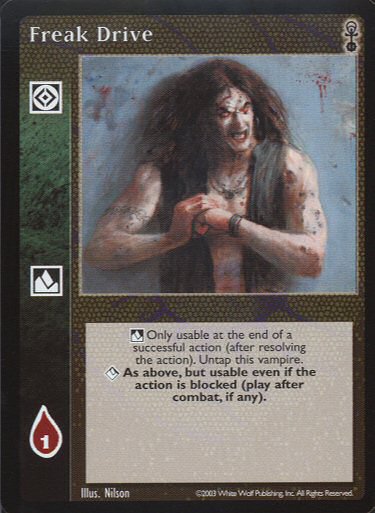 Freak Drive
Only usable at the end of a
successful action (after resolving
the action). Untap this vampire.
As above, but usable even if the
action is blocked (play after
combat, if any).
1
Illus. Nilson
©2003 White Wolf Publishing, Inc. All Rights Reserved.